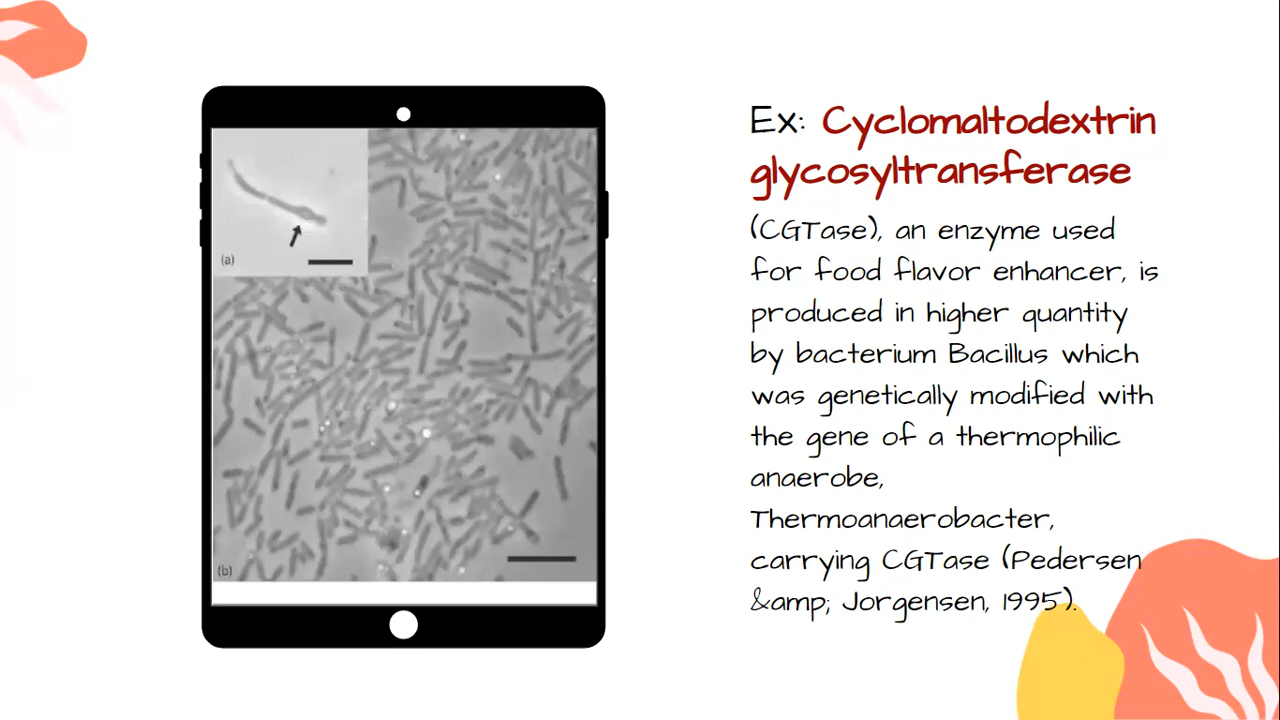 (a)
(b)
Ex: Cyclomaltodextrin
glycosyltransferase
(CGTase), an enzyme used
for food flavor enhancer, is
produced in higher quantity
by bacterium Bacillus which
was genetically modified with
the gene of a thermophilic
anaerobe,
Thermoanaerobacter,
carrying CGTase (Pedersen
&amp; Jorgensen, 1995).